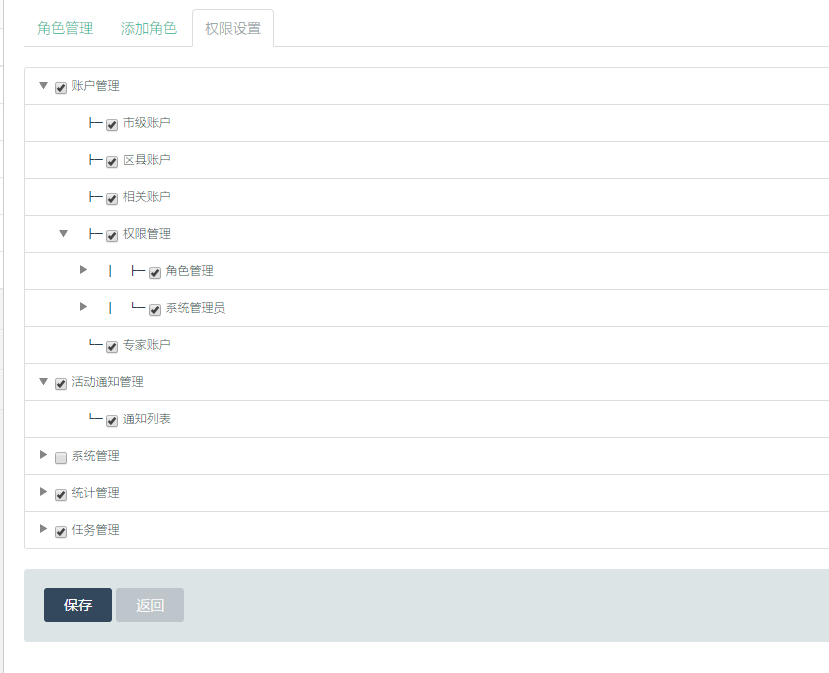 角色管理 添加角色 权限设置
账户管理
市级账户
区具账户
相关账户
权限管理
角色管理
系统管理员
专家账户
活动通知管理
通知列表
系统管理
统计管理
任务管理
保存 返回